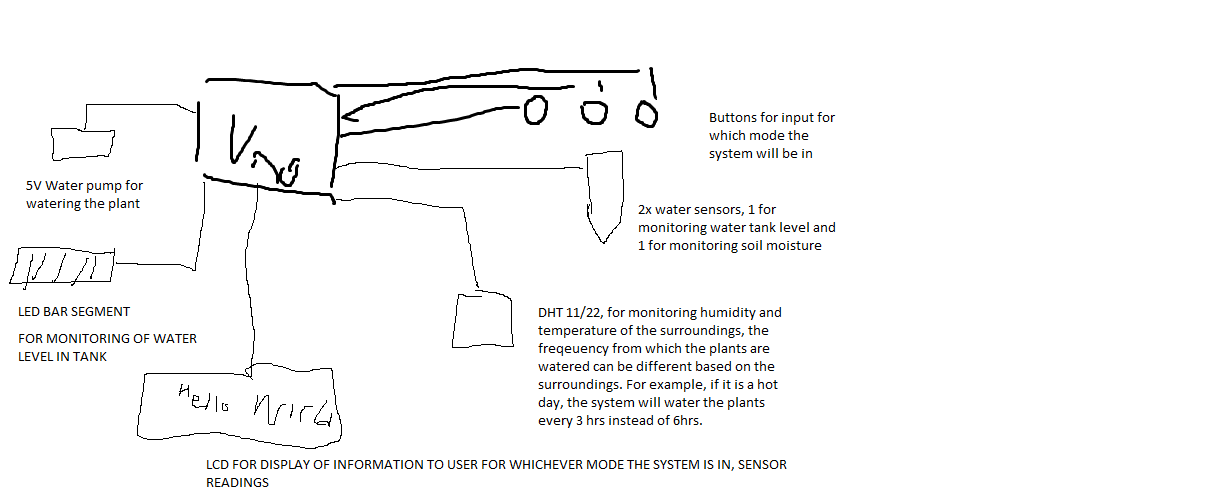 Buttons for input for
which mode the
system will be in
5V Water pump for
watering the plant
2x water sensors, 1 for
monitoring water tank level and
1 for monitoring soil moisture
LED BAR SEGMENT
FOR MONITORING OF WATER
LEVEL IN TANK
DHT 11/22, for monitoring humidity and
temperature of the surroundings, the
freqeuency from which the plants are
watered can be different based on the
surroundings. For example, if it is a hot
day, the system will water the plants
every 3 hrs instead of 6hrs.
Hello
LCD FOR DISPLAY OF INFORMATION TO USER FOR WHICHEVER MODE THE SYSTEM IS IN, SENSOR
READINGS